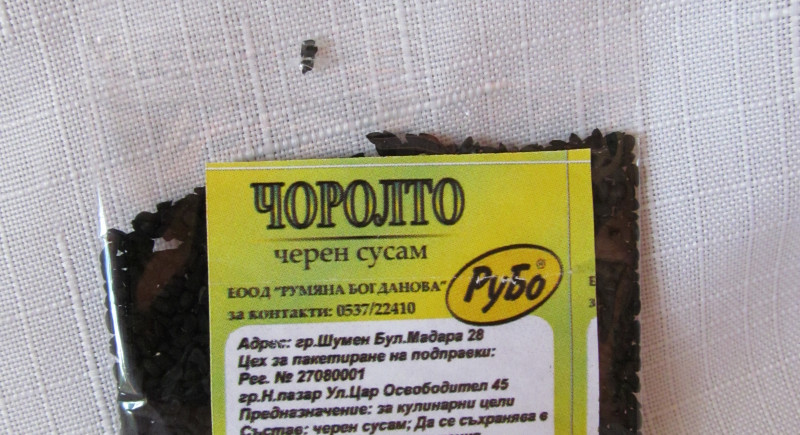 ЧОРОЛТО
черен сусам
ЕООД "РУМЯНА БОГДАНОВА"
за контакти: 0537/22410
РуБо®
Адрес: гр.Шумен Бул.Мадара 28
Цех за пакетиране на подправки:
Рег. № 27080001
гр.Н.пазар Ул.Цар Освободител 45
Предназначение: за кулинарни цели
Състав: черен сусам; Да се съхранява в